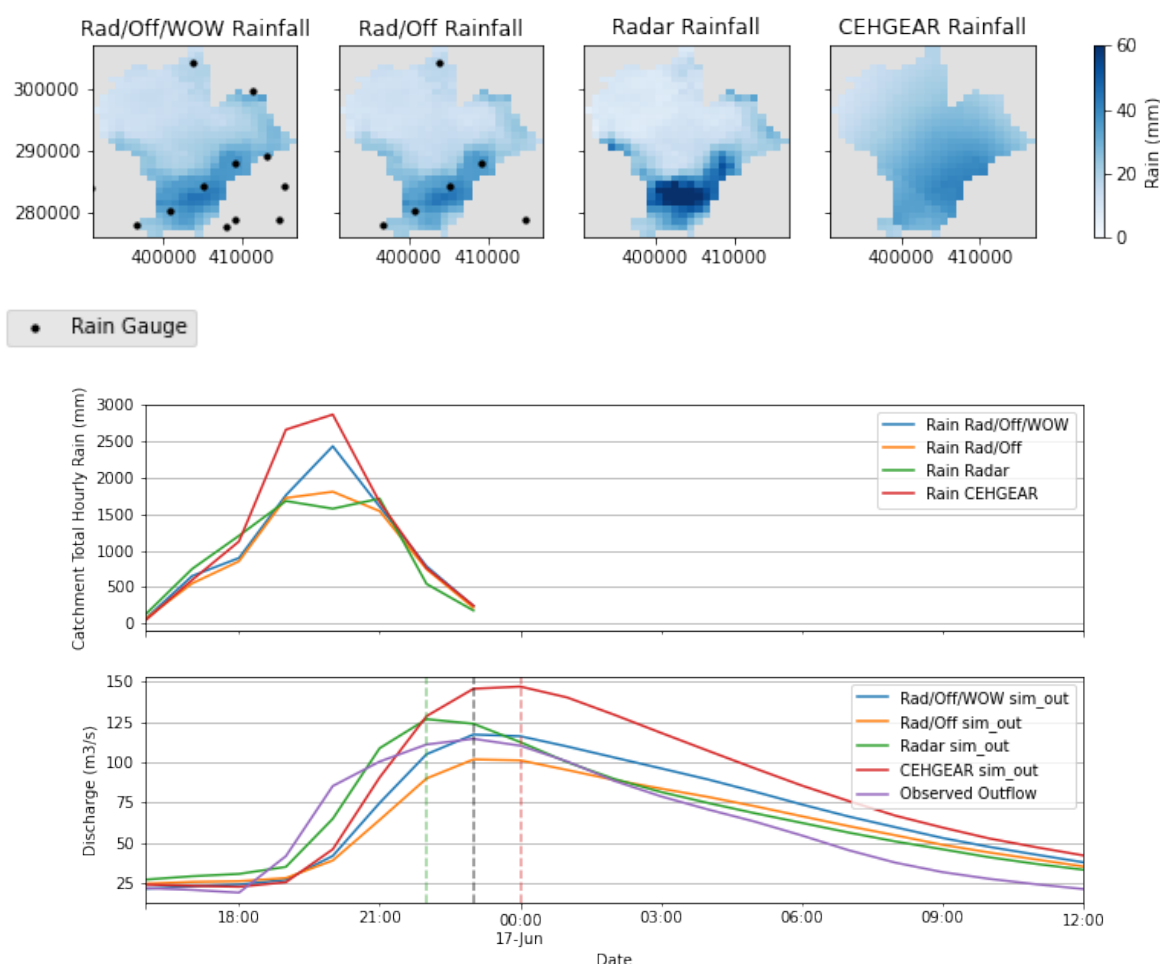 Rad/Off/WOW Rainfall Rad/Off Rainfall Radar Rainfall CEHGEAR Rainfall
300000
290000
280000
400000 410000 400000 410000 400000 410000 400000 410000
60
40
20
0
Rain (mm)
Rain Gauge
Catchment Total Hourly Rain (mm)
3000
2500
2000
1500
1000
500
0
Rain Rad/Off/WOW
Rain Rad/Off
Rain Radar
Rain CEHGEAR
Discharge (m3/s)
150
125
100
75
50
25
Rad/Off/WOW sim_out
Rad/Off sim_out
Radar sim_out
CEHGEAR sim_out
Observed Outflow
18:00 21:00 00:00 03:00 06:00 09:00 12:00
17-Jun
Date